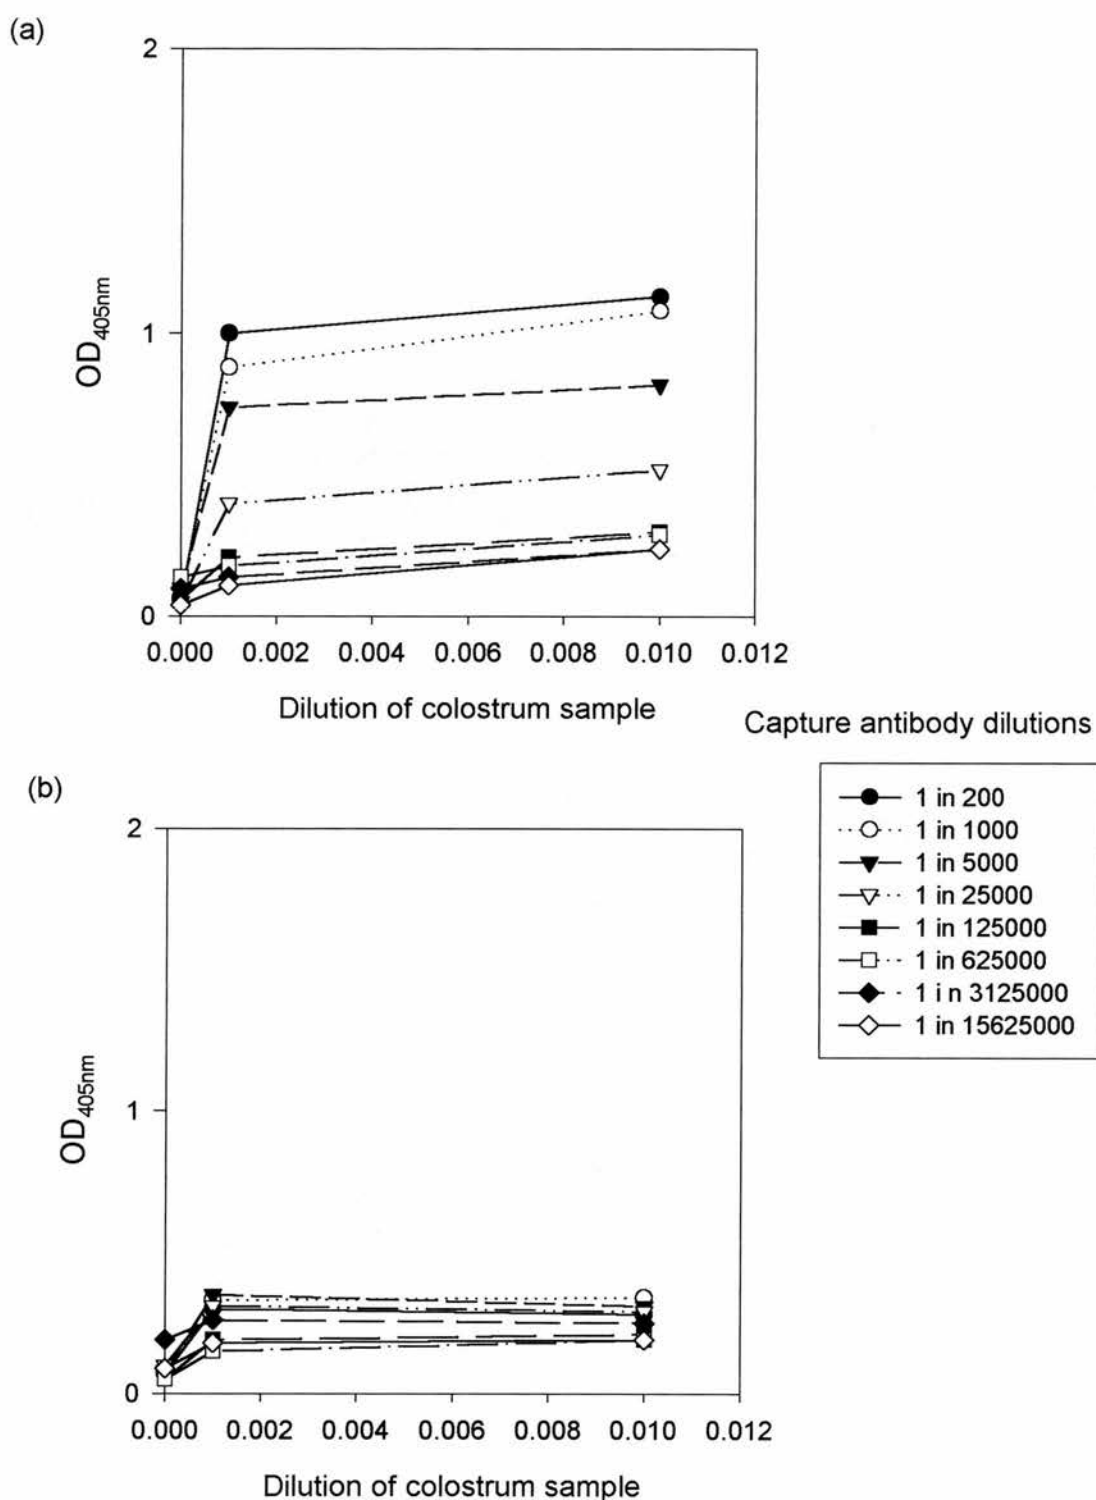 (a)
2
1
0
OD405nm
0.000 0.002 0.004 0.006 0.008 0.010 0.012
Dilution of colostrum sample
Capture antibody dilutions
1 in 200
1 in 1000
1 in 5000
1 in 25000
1 in 125000
1 in 625000
1 i n 3125000
1 in 15625000
(b)
2
1
0
OD405nm
0.000 0.002 0.004 0.006 0.008 0.010 0.012
Dilution of colostrum sample